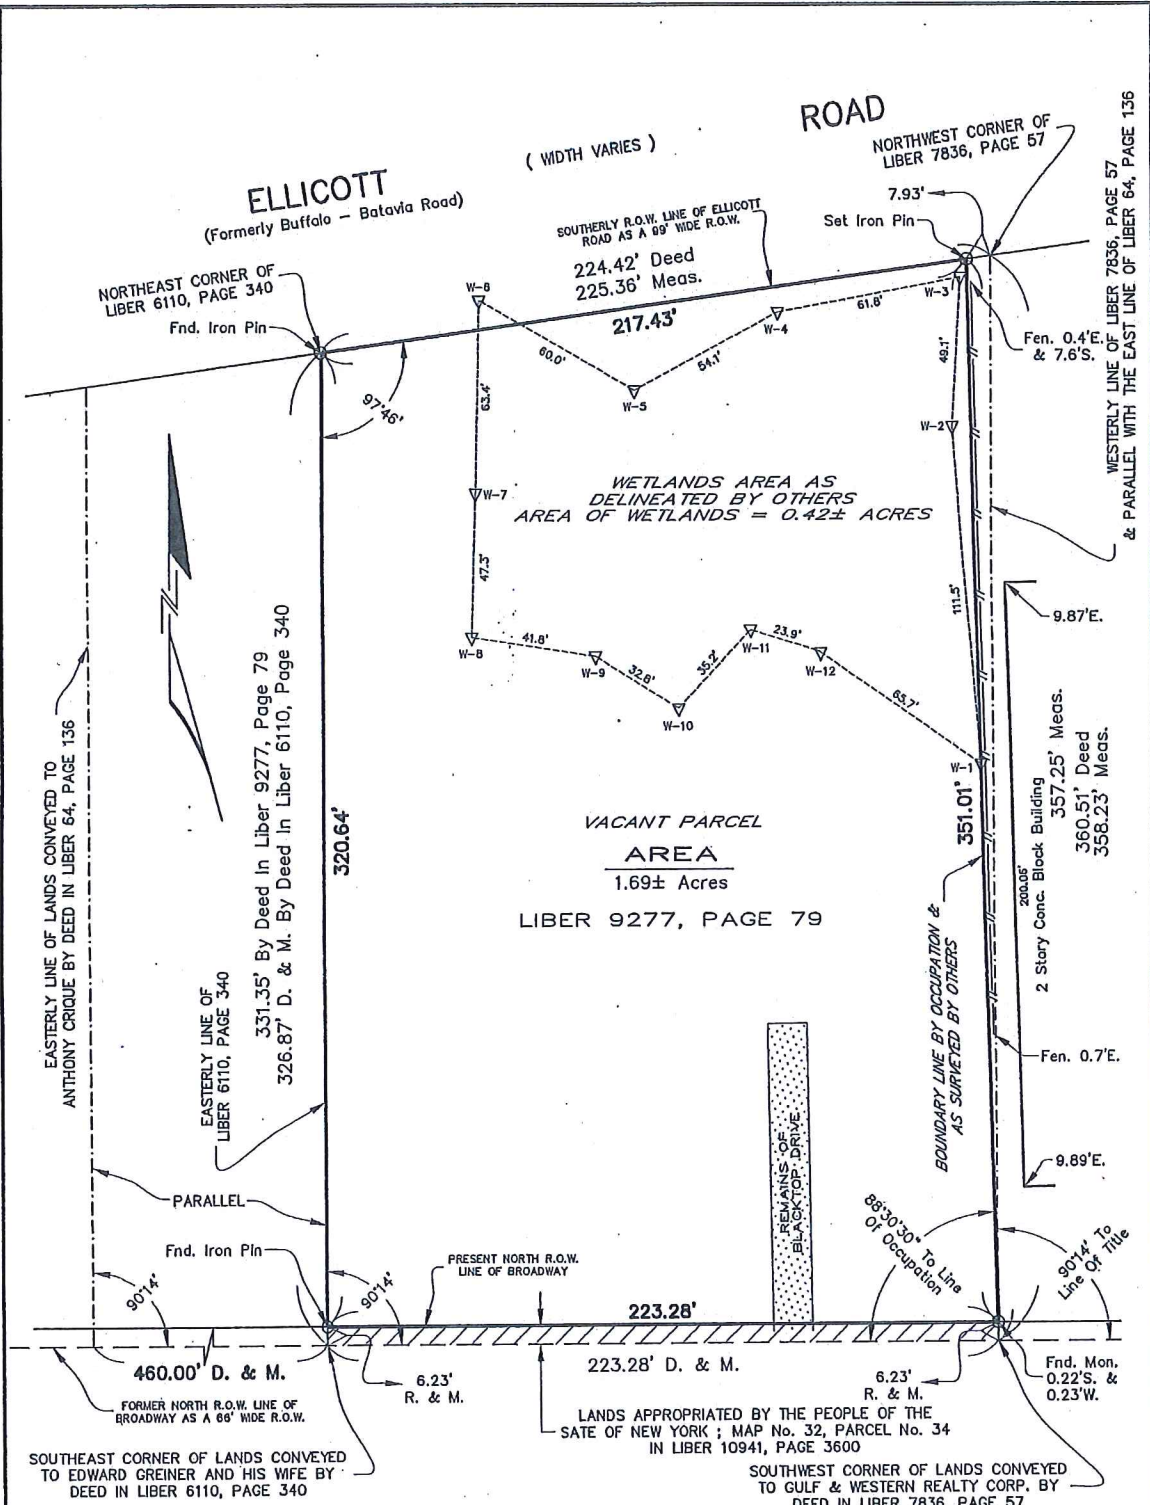 ROAD
( WIDTH VARIES )
NORTHWEST CORNER OF
LIBER 7836, PAGE 57
ELLICOTT
(Formerly Buffalo – Batavia Road)
7.93'
SOUTHERLY R.O.W. LINE OF ELLICOTT
ROAD AS A 99' WIDE R.O.W.
Set Iron Pin
224.42' Deed
225.36' Meas.
217.43'
NORTHEAST CORNER OF
LIBER 6110, PAGE 340
Fnd. Iron Pin
97°46'
WESTERLY LINE OF LIBER 7836, PAGE 57
& PARALLEL WITH THE EAST LINE OF LIBER 64, PAGE 136
W-6
W-3
W-4
61.8'
Fen. 0.4'E.
& 7.6'S.
60.0'
54.1'
49.1'
63.4'
W-5
W-2
W-7
WETLANDS AREA AS
DELINEATED BY OTHERS
AREA OF WETLANDS = 0.42± ACRES
47.3'
111.5'
9.87'E.
W-8
41.8'
W-9
32.8'
W-10
35.2'
W-11
23.9'
W-12
65.7'
W-1
EASTERLY LINE OF LANDS CONVEYED TO
ANTHONY CRIQUE BY DEED IN LIBER 64, PAGE 136
331.35' By Deed In Liber 9277, Page 79
326.87' D. & M. By Deed In Liber 6110, Page 340
320.64'
351.01'
VACANT PARCEL
AREA
1.69± Acres
LIBER 9277, PAGE 79
200.05'
2 Story Conc. Block Building
357.25' Meas.
360.51' Deed
358.23' Meas.
EASTERLY LINE OF
LIBER 6110, PAGE 340
BOUNDARY LINE BY OCCUPATION &
AS SURVEYED BY OTHERS
Fen. 0.7'E.
REMAINS OF
BLACKTOP DRIVE
9.89'E.
PARALLEL
88°30'30" To Line
Of Occupation
90°14' To
Line Of Title
Fnd. Iron Pin
PRESENT NORTH R.O.W.
LINE OF BROADWAY
90°14'
90°14'
223.28'
460.00' D. & M.
223.28' D. & M.
6.23'
R. & M.
6.23'
R. & M.
Fnd. Mon.
0.22'S. &
0.23'W.
FORMER NORTH R.O.W. LINE OF
BROADWAY AS A 66' WIDE R.O.W.
LANDS APPROPRIATED BY THE PEOPLE OF THE
SATE OF NEW YORK ; MAP No. 32, PARCEL No. 34
IN LIBER 10941, PAGE 3600
SOUTHEAST CORNER OF LANDS CONVEYED
TO EDWARD GREINER AND HIS WIFE BY
DEED IN LIBER 6110, PAGE 340
SOUTHWEST CORNER OF LANDS CONVEYED
TO GULF & WESTERN REALTY CORP. BY
DEED IN LIBER 7836, PAGE 57